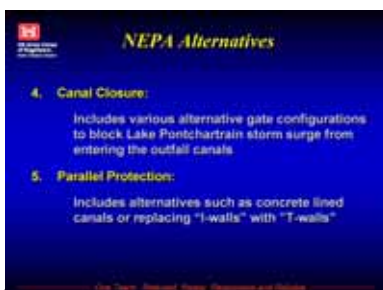 NEPA Alternatives
4. Canal Closure:
Includes various alternative gate configurations
to block Lake Pontchartrain storm surge from
entering the outfall canals
5. Parallel Protection:
Includes alternatives such as concrete lined
canals or replacing "I-walls" with "T-walls"